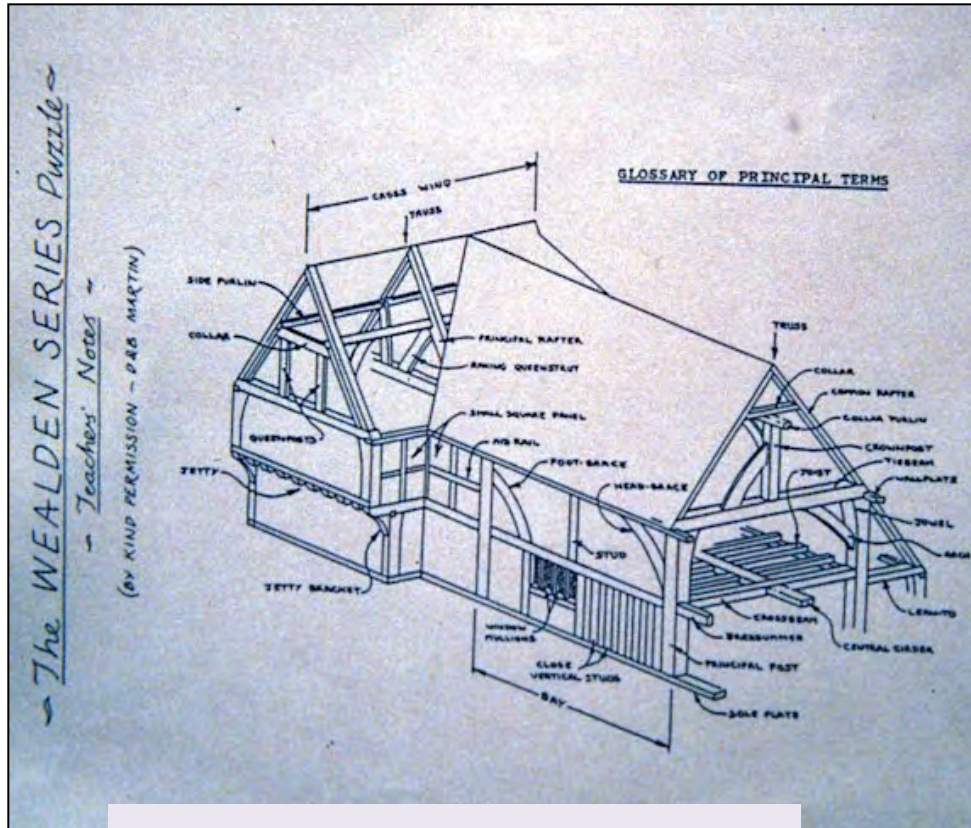 ~ The WEALDEN SERIES Puzzle ~
~ Teachers' Notes ~
(BY KIND PERMISSION - D & B MARTIN)
GLOSSARY OF PRINCIPAL TERMS
CROSS WING
TRUSS
SIDE PURLIN
COLLAR
PRINCIPAL RAFTER
RAKING QUEENSTRUT
SMALL SQUARE PANEL
QUEENPOSTS
MID RAIL
JETTY
FOOT-BRACE
HEAD-BRACE
STUD
JETTY BRACKET
WINDOW MULLIONS
CLOSE
VERTICAL STUDS
BAY
TRUSS
COLLAR
COMMON RAFTER
COLLAR PURLIN
CROWNPOST
JOIST
TIEBEAM
WALLPLATE
JOWEL
LEANTO
CROSSBEAM
CENTRAL GIRDER
BRESSUMMER
PRINCIPAL POST
SOLE PLATE